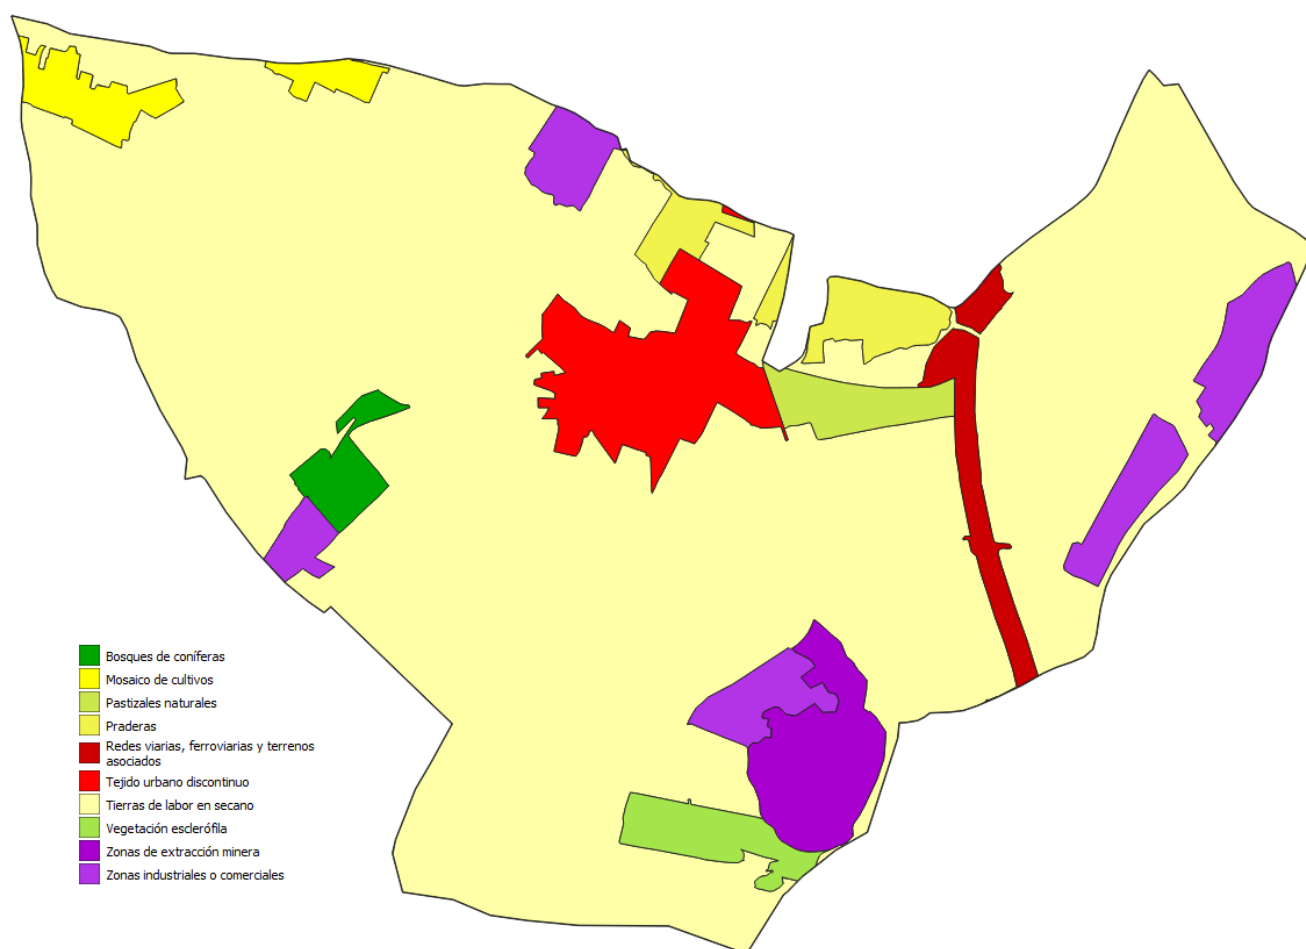 Bosques de coníferas
Mosaico de cultivos
Pastizales naturales
Praderas
Redes viarias, ferroviarias y terrenos
asociados
Tejido urbano discontinuo
Tierras de labor en secano
Vegetación esclerófila
Zonas de extracción minera
Zonas industriales o comerciales